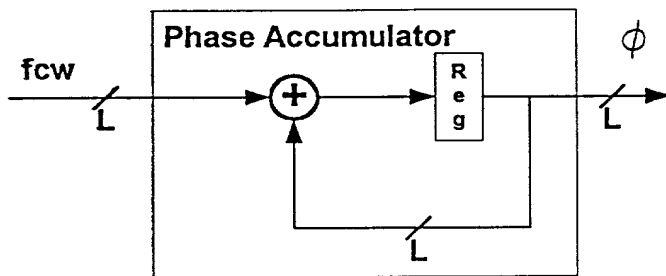 Phase Accumulator
ϕ
fcw
L
+
R
e
g
L
L